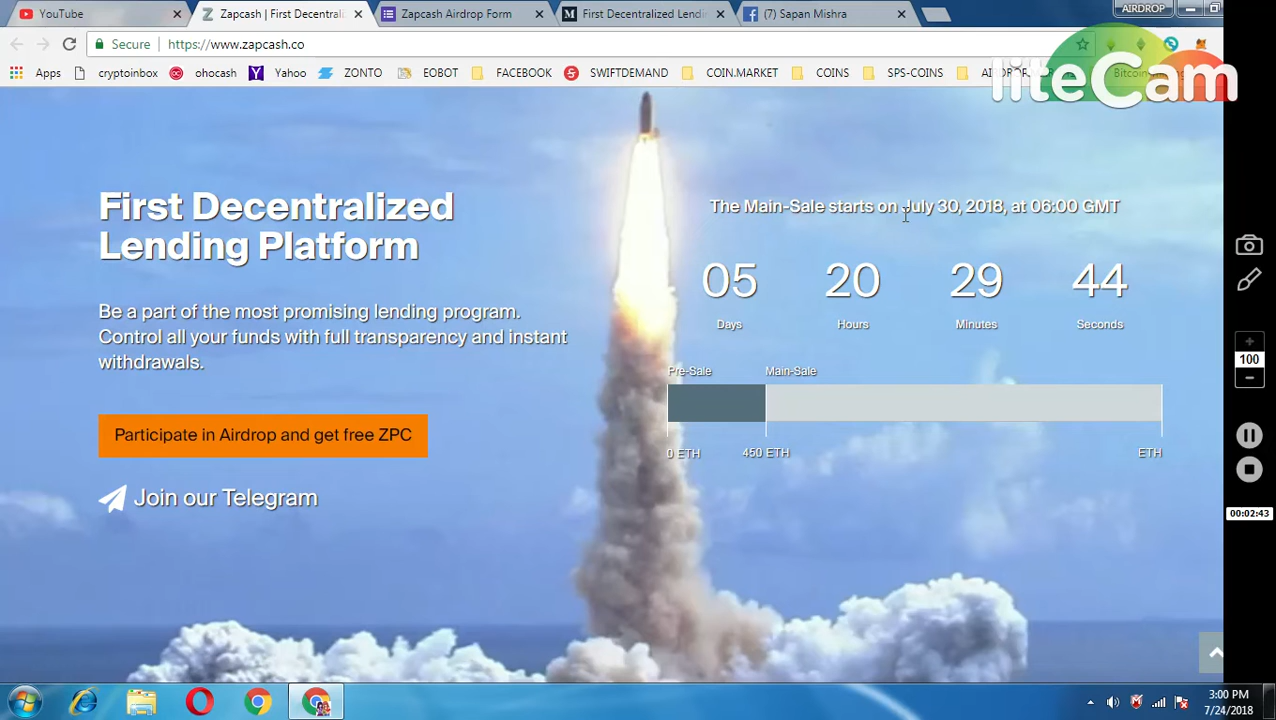 YouTube
Zapcash | First Decentrali
Zapcash Airdrop Form
First Decentralized Lendi
(7) Sapan Mishra
AIRDROP
Secure
https://www.zapcash.co
Apps
cryptoinbox
ohocash
Yahoo
EOBOT
FACEBOOK
SWIFTDEMAND
COIN.MARKET
COINS
SPS-COINS
liteCam
First Decentralized
Lending Platform
The Main-Sale starts on July 30, 2018, at 06:00 GMT
05
20
29
44
Days
Hours
Minutes
Seconds
Be a part of the most promising lending program.
Control all your funds with full transparency and instant
withdrawals.
Pre-Sale
Main-Sale
0 ETH
450 ETH
ETH
Participate in Airdrop and get free ZPC
Join our Telegram
100
00:02:43
3:00 PM
7/24/2018